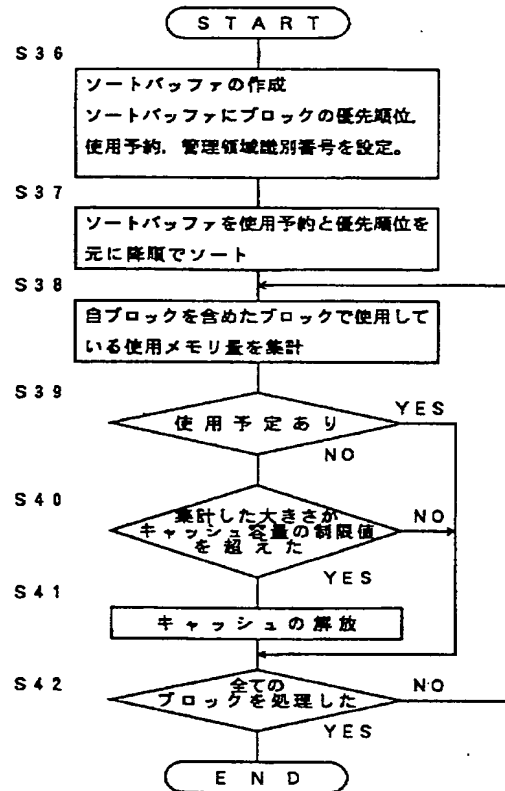 START
S36
ソートバッファの作成
ソートバッファにブロックの優先順位,
使用予約, 管理領域識別番号を設定。
S37
ソートバッファを使用予約と優先順位を
元に降順でソート
S38
自ブロックを含めたブロックで使用して
いる使用メモリ量を集計
S39
使用予定あり
YES
NO
S40
集計した大きさが
キャッシュ容量の制限値
を超えた
NO
YES
S41
キャッシュの解放
S42
全ての
ブロックを処理した
NO
YES
END